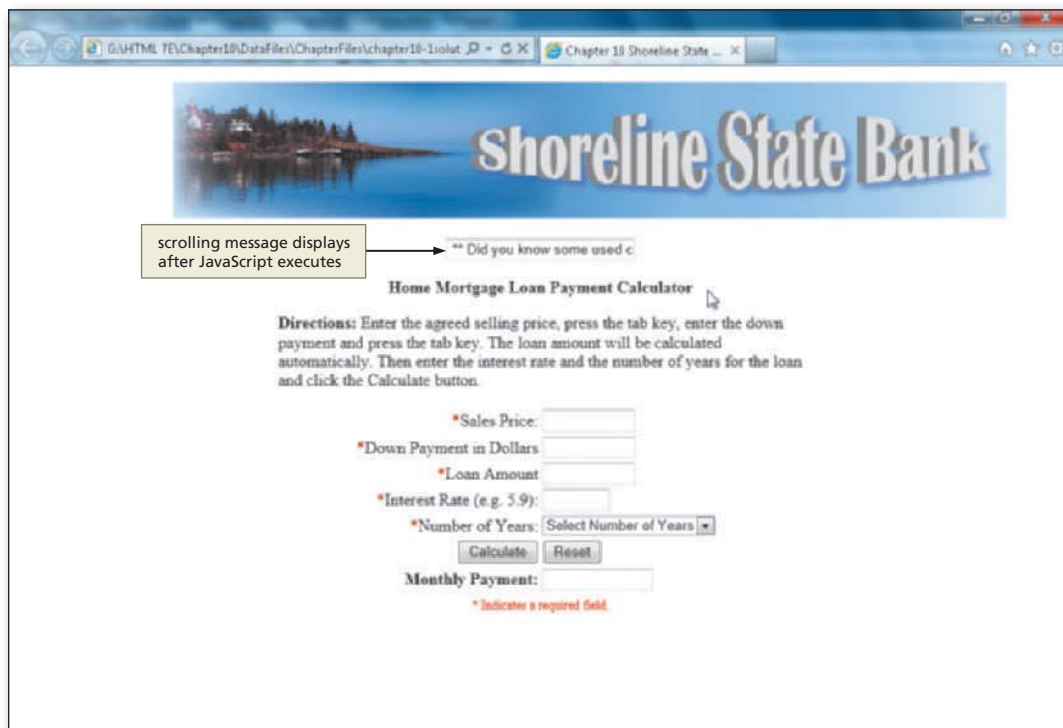 G:\HTML 7E\Chapter10\DataFiles\ChapterFiles\chapter10-1solut
Chapter 10 Shoreline State ...
Shoreline State Bank
scrolling message displays
after JavaScript executes
** Did you know some used c
Home Mortgage Loan Payment Calculator
Directions: Enter the agreed selling price, press the tab key, enter the down
payment and press the tab key. The loan amount will be calculated
automatically. Then enter the interest rate and the number of years for the loan
and click the Calculate button.
*Sales Price:
*Down Payment in Dollars
*Loan Amount
*Interest Rate (e.g. 5.9):
*Number of Years: Select Number of Years
Calculate Reset
Monthly Payment:
* Indicates a required field.